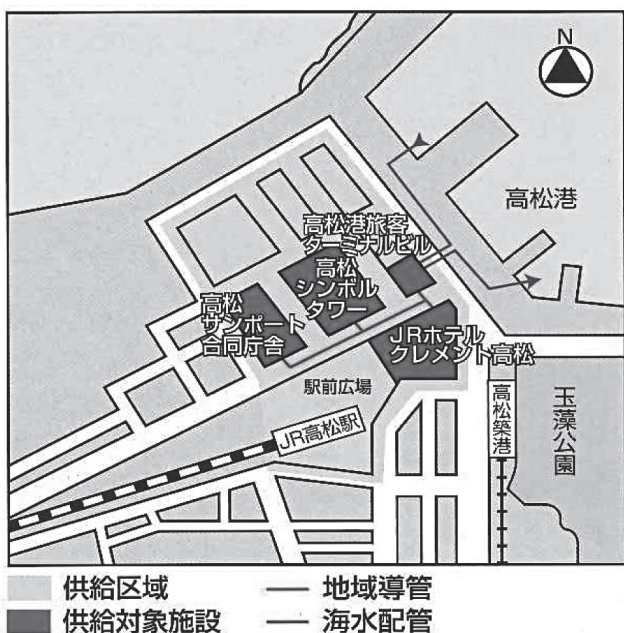 N
高松港
高松港旅客
ターミナルビル
高松
シンボル
タワー
高松
サンポート
合同庁舎
JRホテル
クレメント高松
駅前広場
JR高松駅
高松築港
玉藻公園
供給区域
地域導管
供給対象施設
海水配管